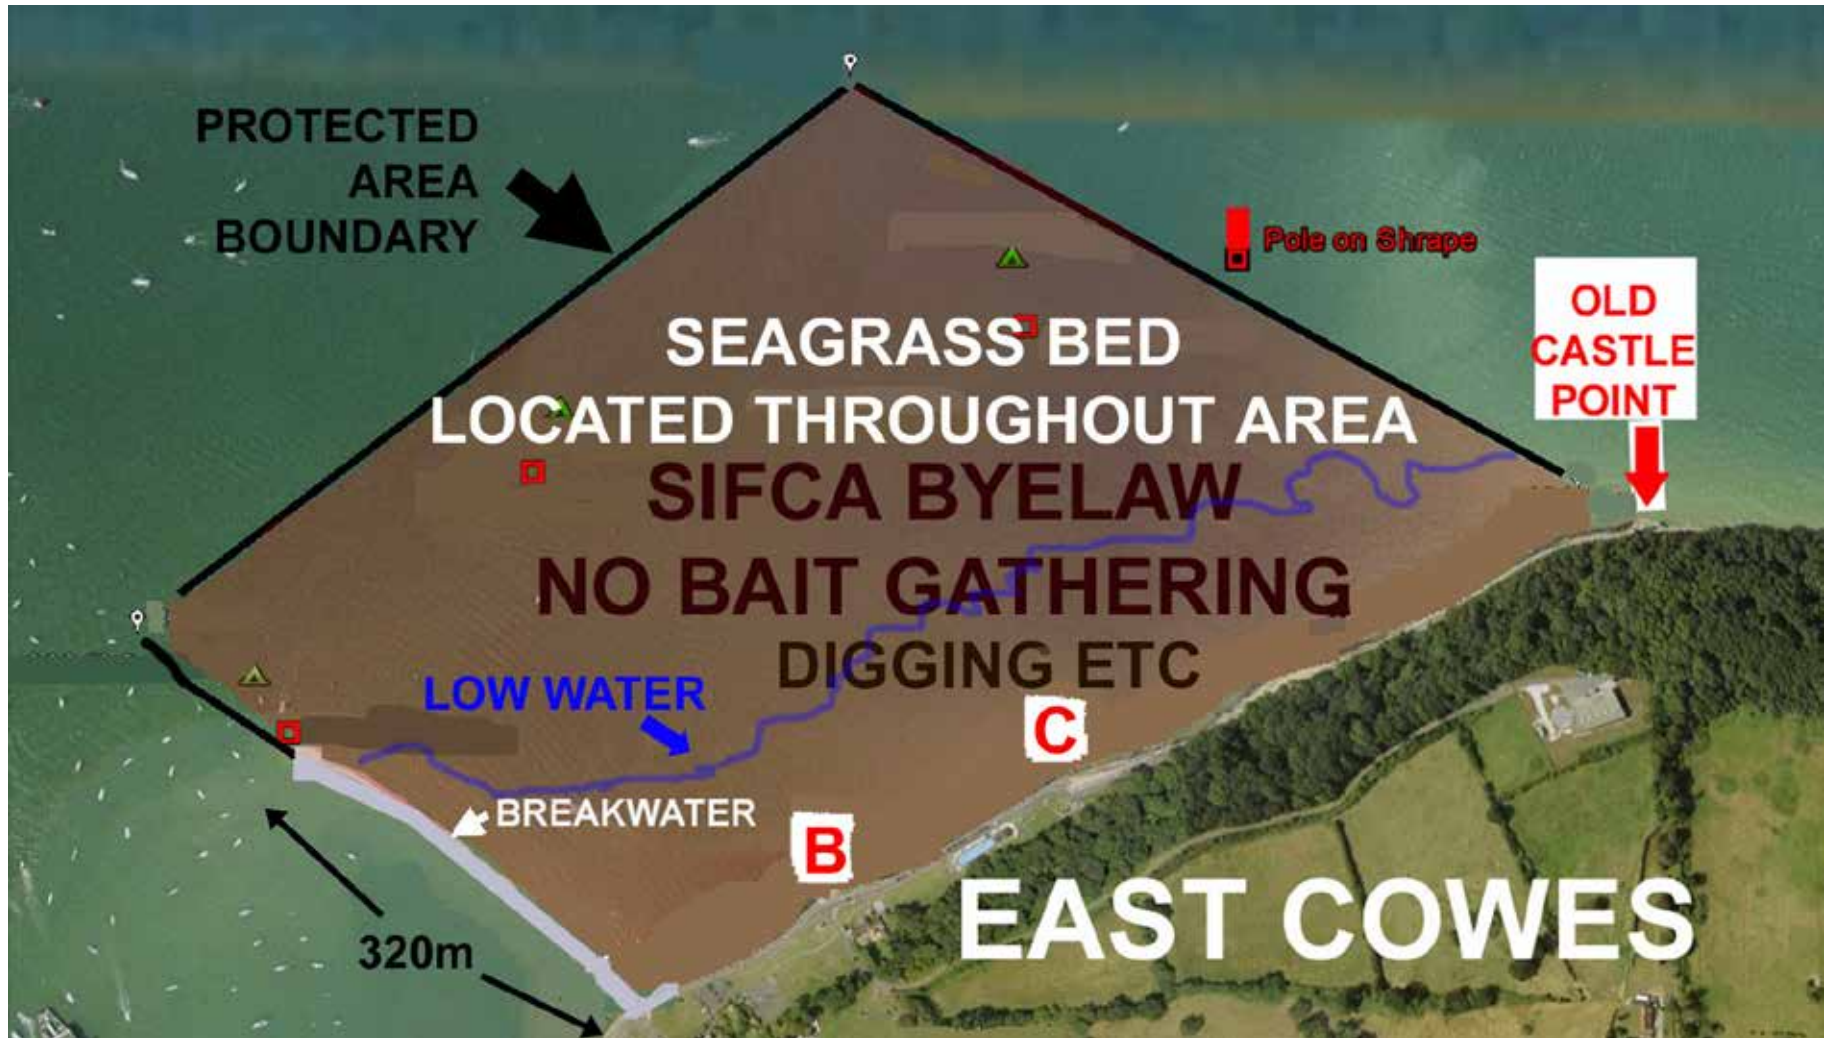 PROTECTED
AREA
BOUNDARY
Pole on Shrape
OLD
CASTLE
POINT
SEAGRASS BED
LOCATED THROUGHOUT AREA
SIFCA BYELAW
NO BAIT GATHERING
DIGGING ETC
LOW WATER
C
BREAKWATER
B
EAST COWES
320m